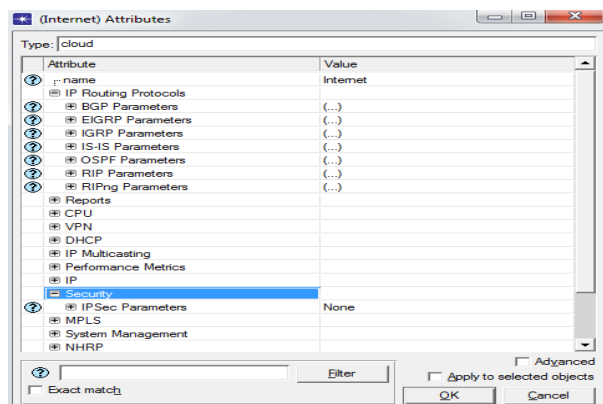 (Internet) Attributes
Type: cloud
Attribute Value
name Internet
IP Routing Protocols
BGP Parameters (...)
EIGRP Parameters (...)
IGRP Parameters (...)
IS-IS Parameters (...)
OSPF Parameters (...)
RIP Parameters (...)
RIPng Parameters (...)
Reports
CPU
VPN
DHCP
IP Multicasting
Performance Metrics
IP
Security
IPSec Parameters None
MPLS
System Management
NHRP
Advanced
Filter Apply to selected objects
Exact match
OK Cancel